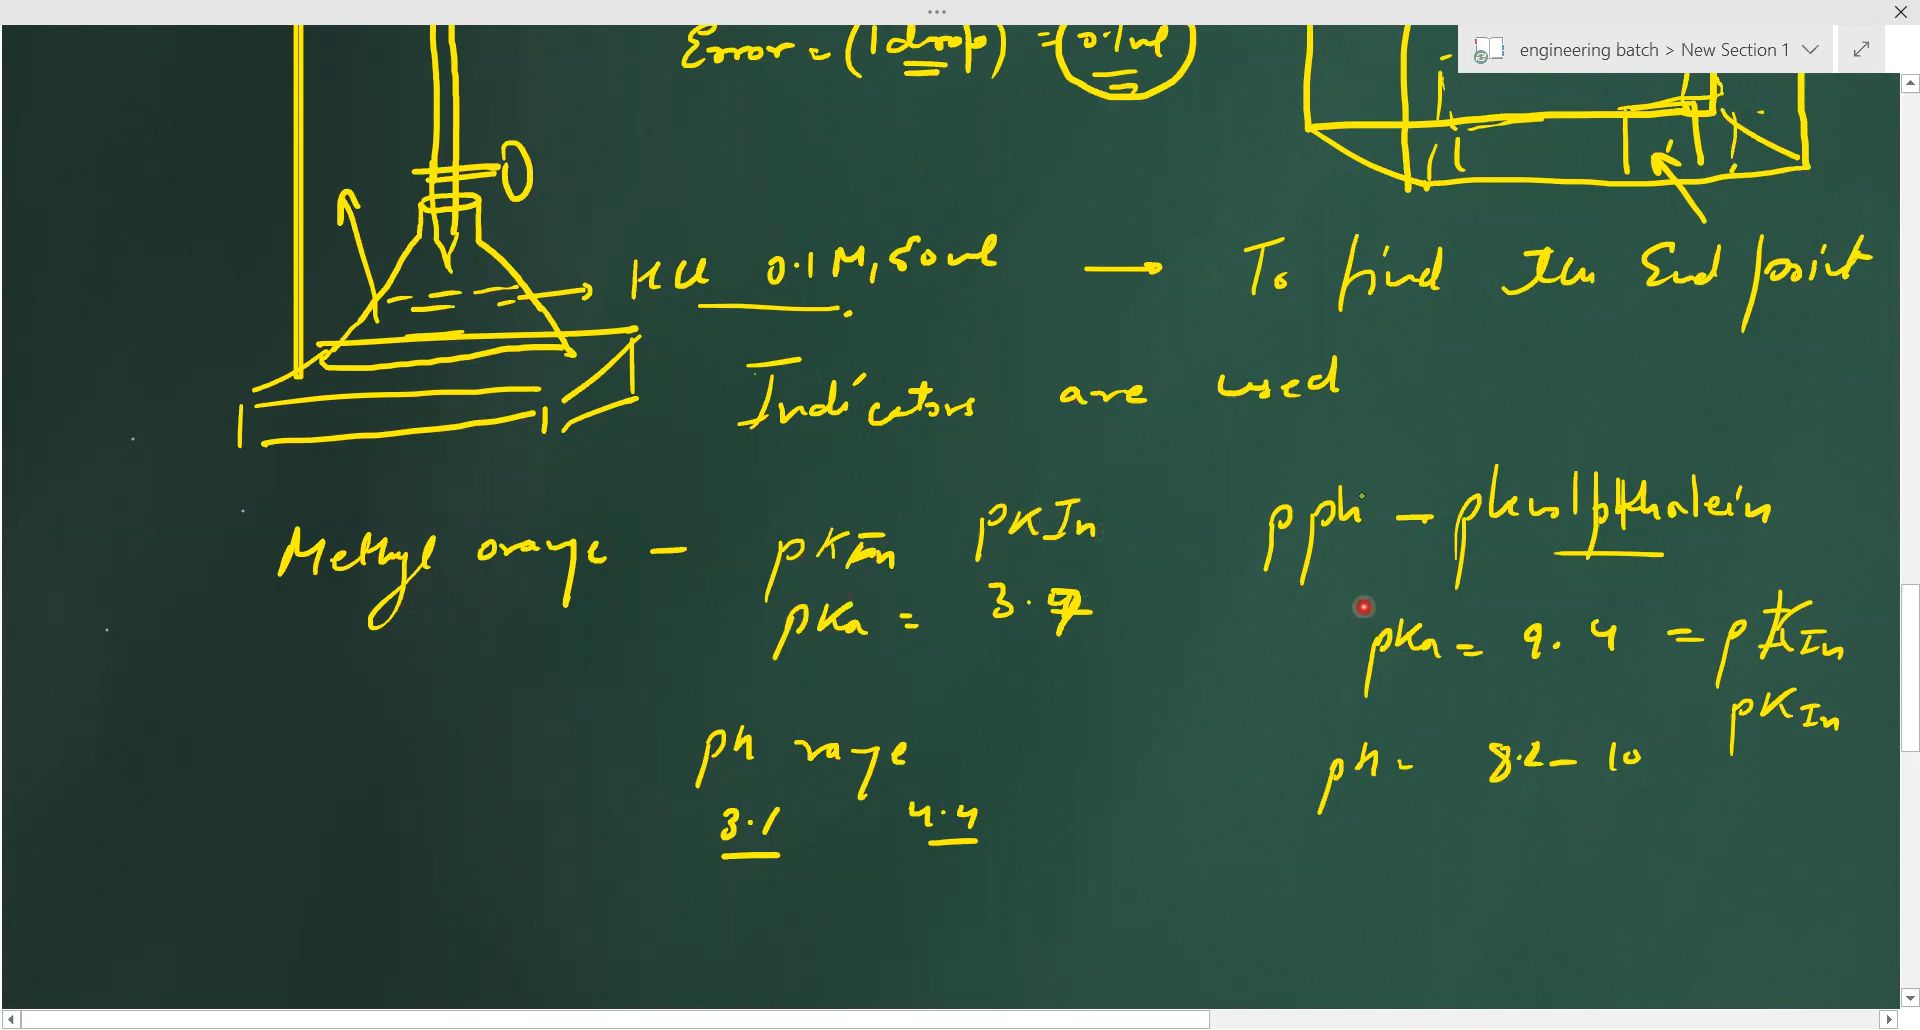 Error = (1 drop) = 0.1 ml
engineering batch > New Section 1
HCl 0.1 M, 50 ml → To find the End point
Indicators are used
Methyl orange — pKIn pKIn
pKa = 3.7
pph — phenolphthalein
pKa = 9.4 = pKIn
pKIn
pH range
3.1 4.4
pH = 8.2 – 10